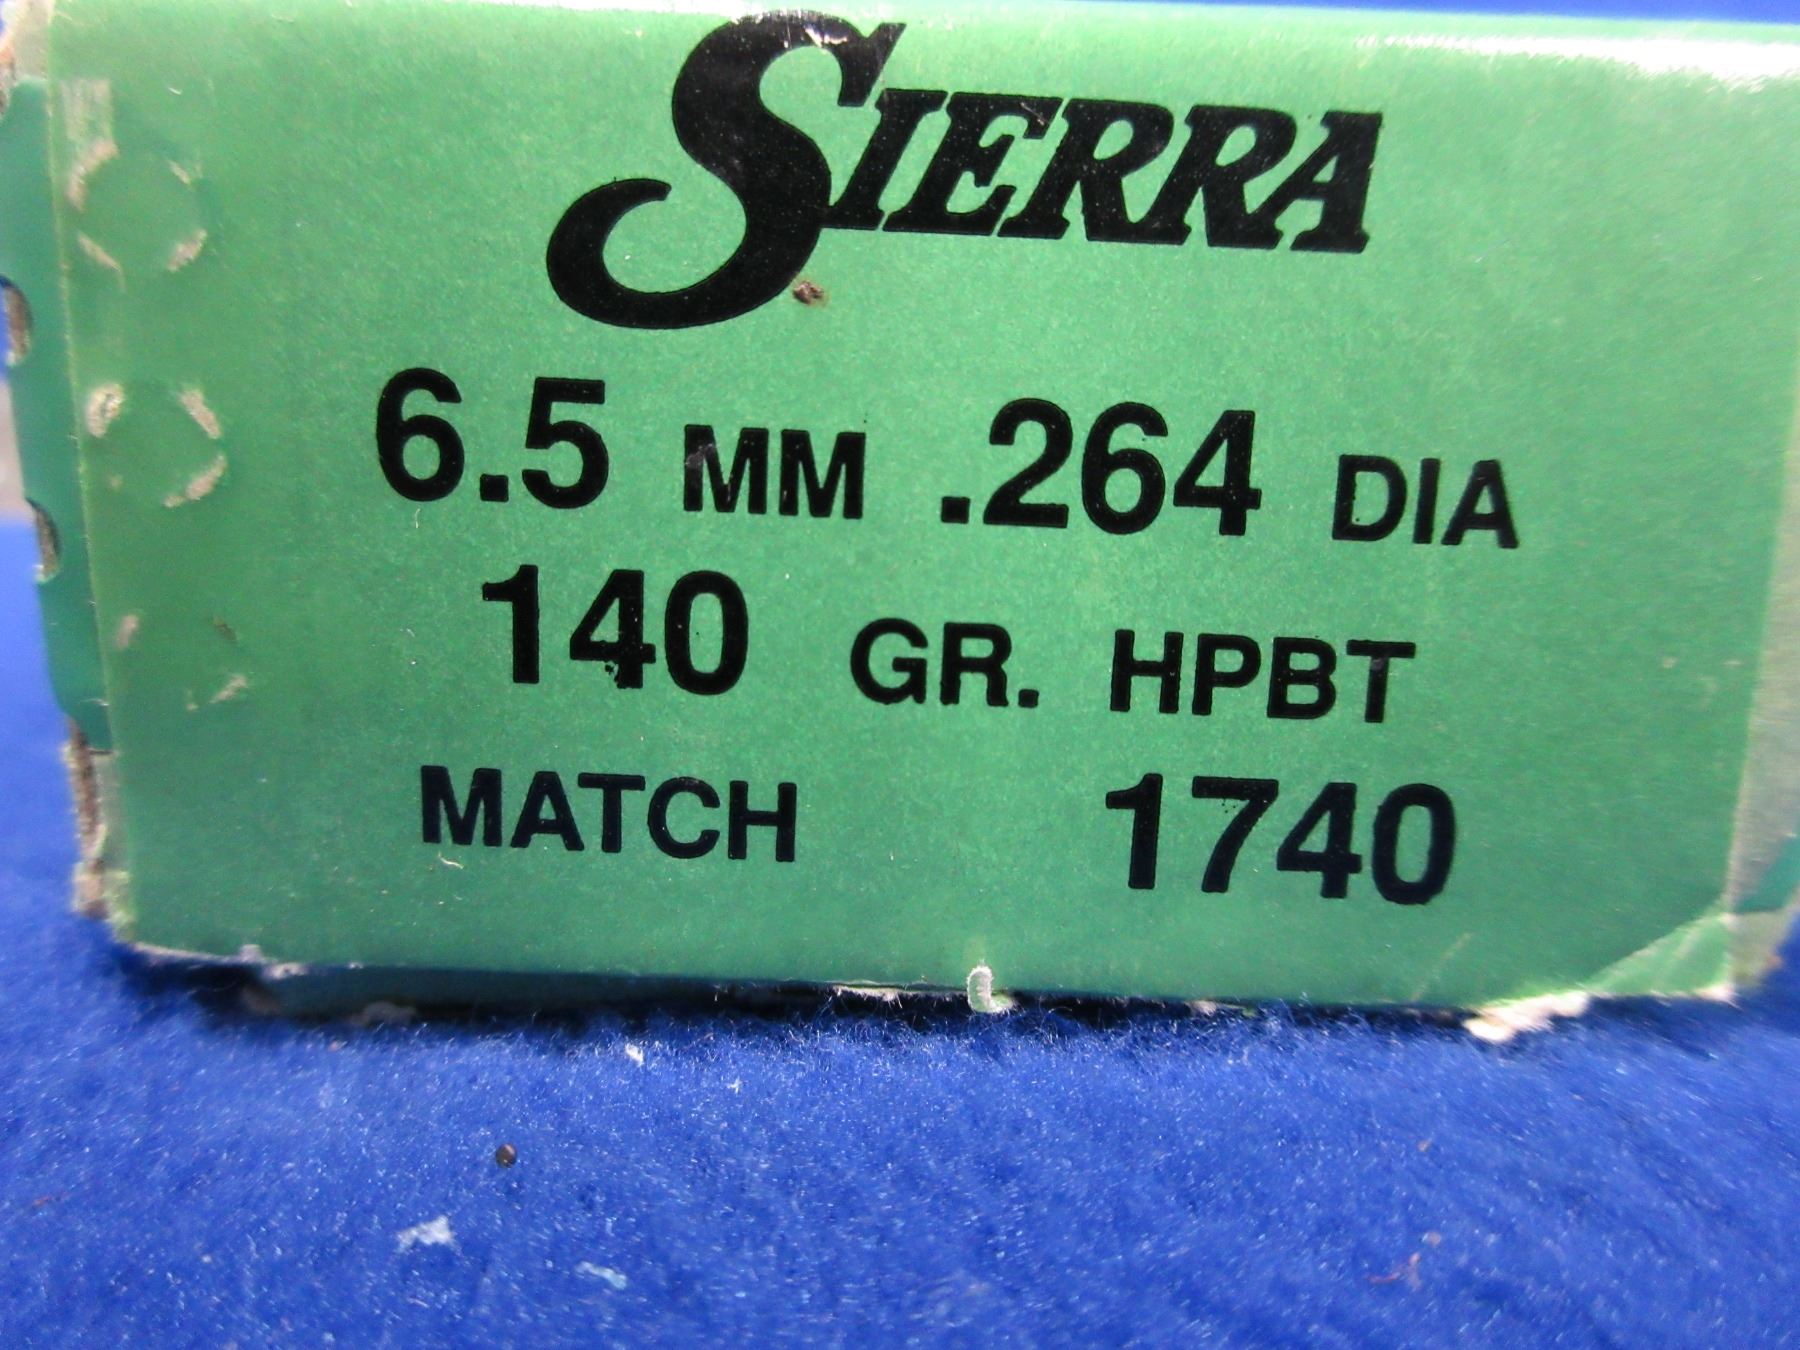 SIERRA
6.5 MM .264 DIA
140 GR. HPBT
MATCH 1740